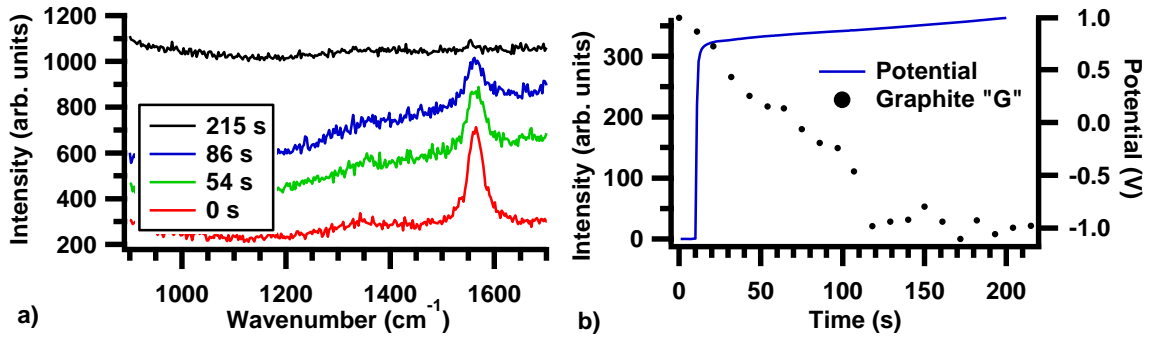 1200
1000
800
600
400
200
Intensity (arb. units)
215 s
86 s
54 s
0 s
1000 1200 1400 1600
Wavenumber (cm-1)
a)
300
200
100
0
Intensity (arb. units)
Potential
Graphite "G"
1.0
0.5
0.0
-0.5
-1.0
Potential (V)
0 50 100 150 200
Time (s)
b)